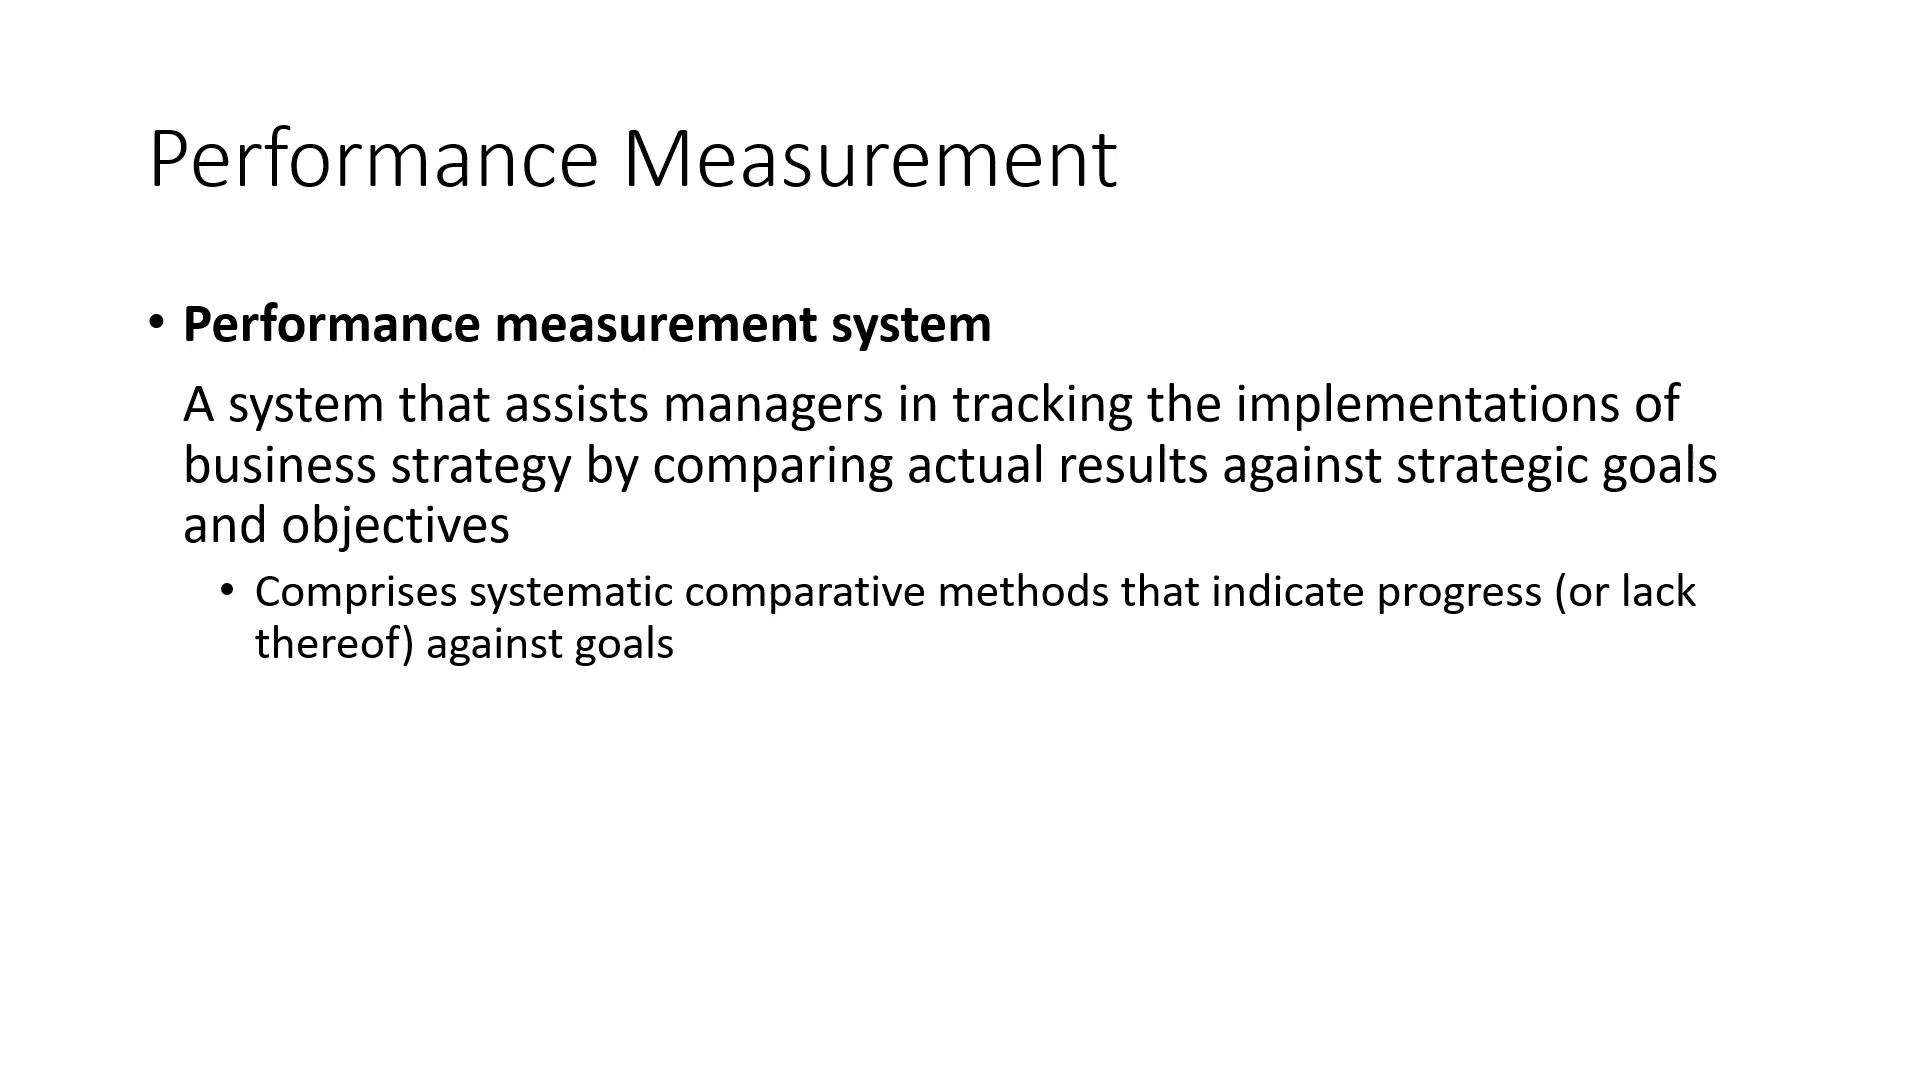 Performance Measurement
• Performance measurement system
A system that assists managers in tracking the implementations of
business strategy by comparing actual results against strategic goals
and objectives
• Comprises systematic comparative methods that indicate progress (or lack
thereof) against goals